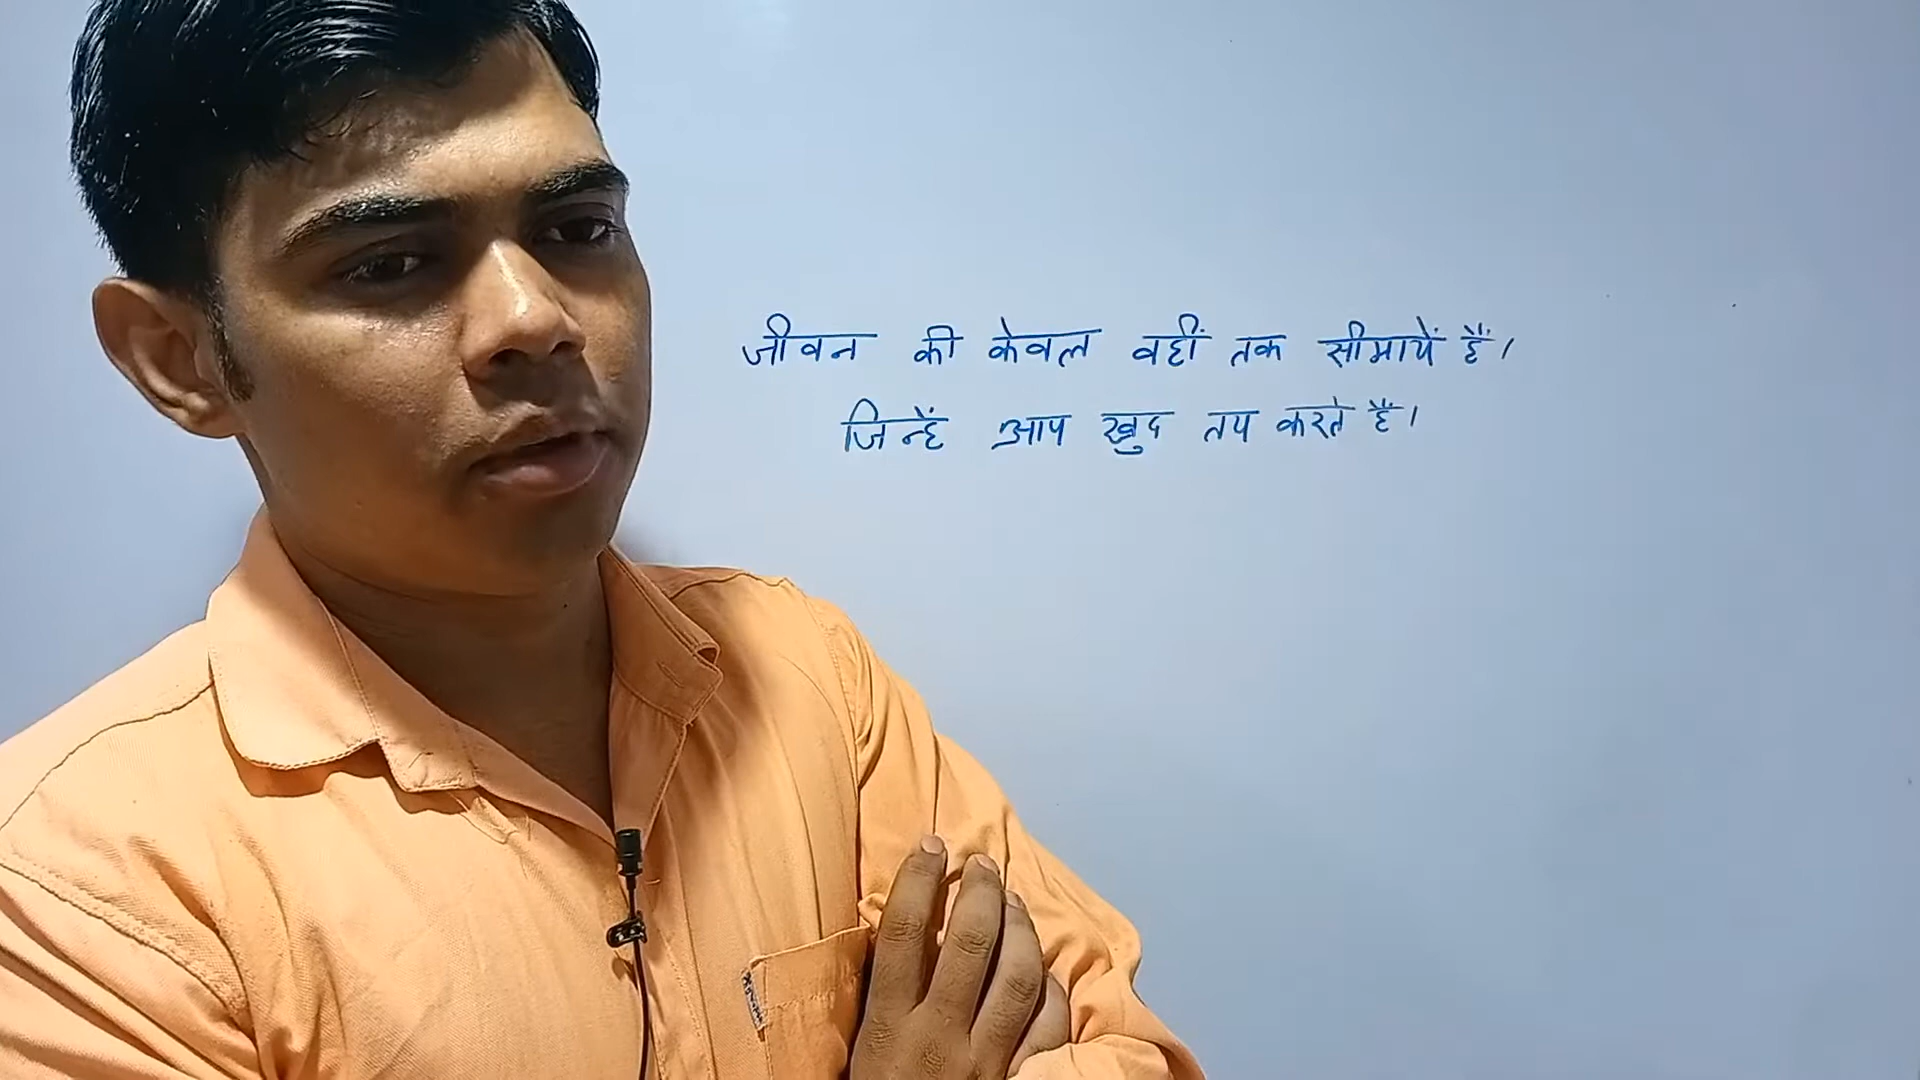 जीवन की केवल वहीं तक सीमायें हैं।
जिन्हें आप खुद तय करते हैं।